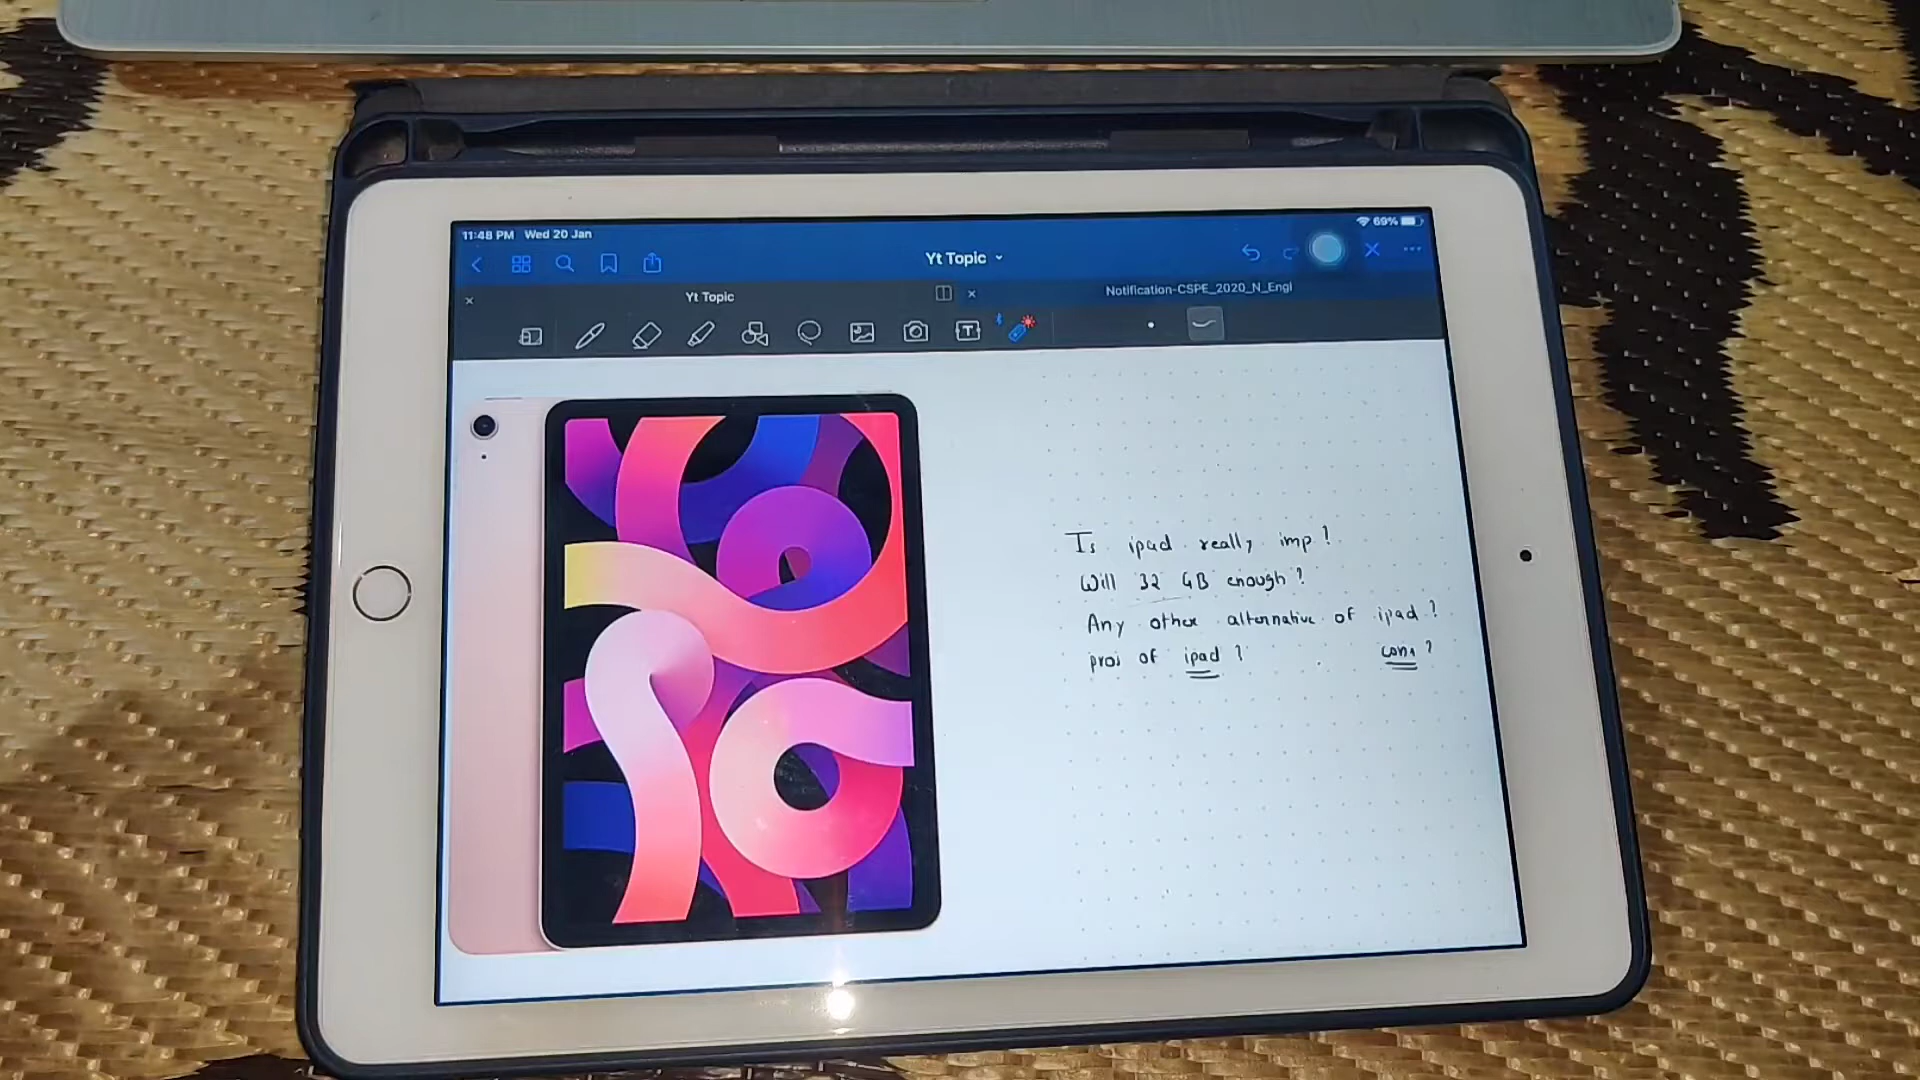 11:48 PM Wed 20 Jan
69%
Yt Topic
Yt Topic
Notification-CSPE_2020_N_Engl
T
Is ipad really imp?
Will 32 GB enough?
Any other alternative of ipad?
pros of ipad? cons?